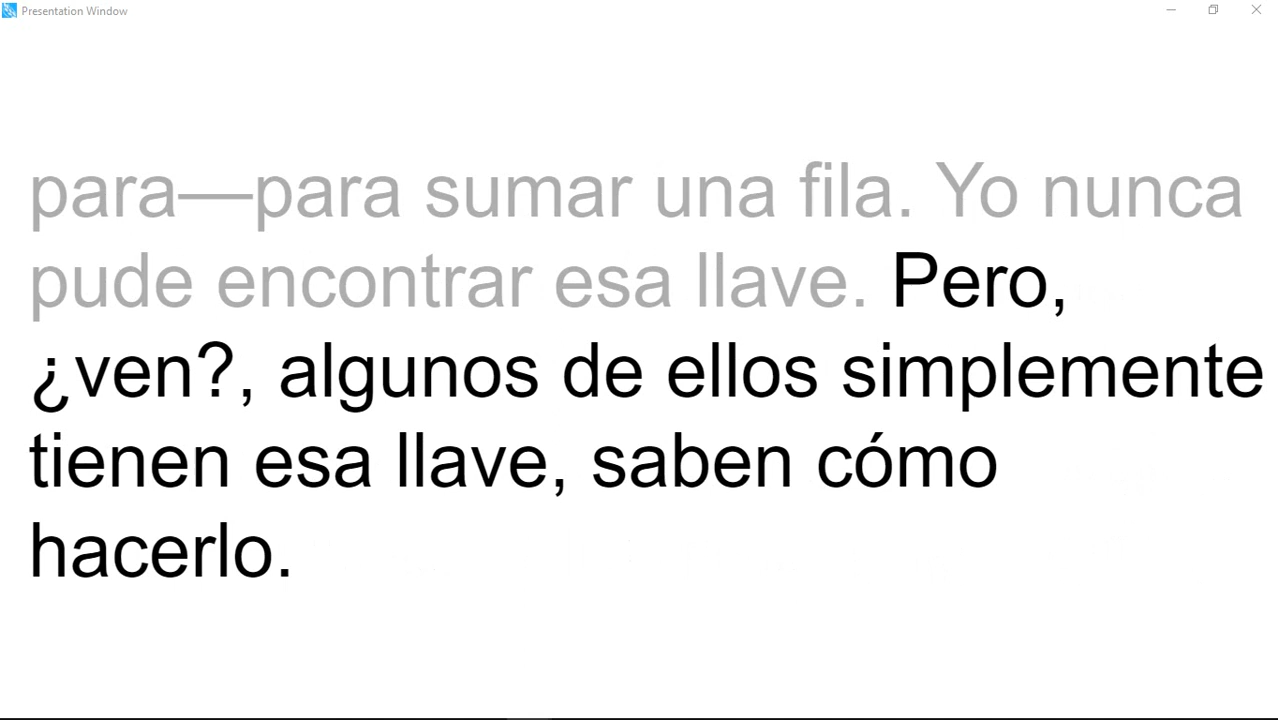 Presentation Window
para—para sumar una fila. Yo nunca
pude encontrar esa llave. Pero,
¿ven?, algunos de ellos simplemente
tienen esa llave, saben cómo
hacerlo.